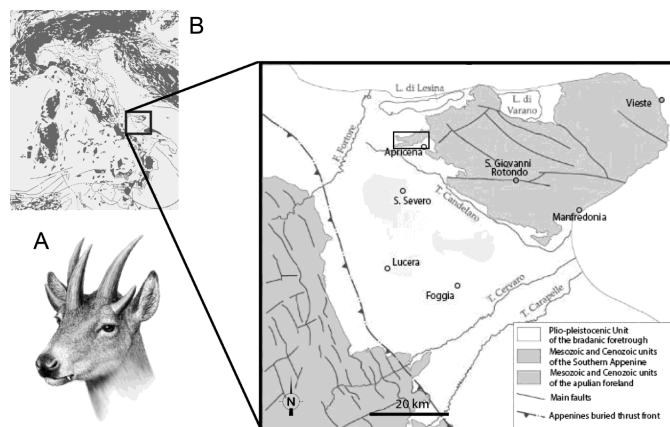 B
A
L. di Lesina
L. di
Varano
Vieste
F. Fortore
Apricena
S. Giovanni
Rotondo
T. Candelaro
S. Severo
Manfredonia
Lucera
Foggia
T. Cervaro
T. Carapelle
N
20 km
Plio-pleistocenic Unit
of the bradanic foretrough
Mesozoic and Cenozoic units
of the Southern Appenine
Mesozoic and Cenozoic units
of the apulian foreland
Main faults
Appenines buried thrust front